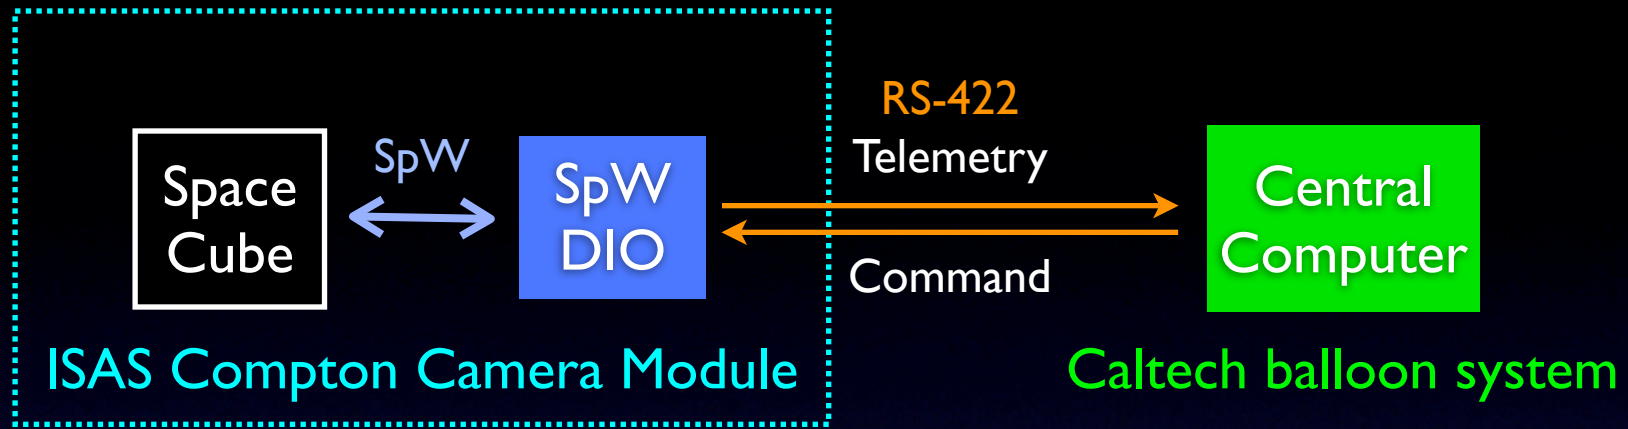 Space
Cube
SpW
SpW
DIO
RS-422
Telemetry
Command
Central
Computer
ISAS Compton Camera Module
Caltech balloon system